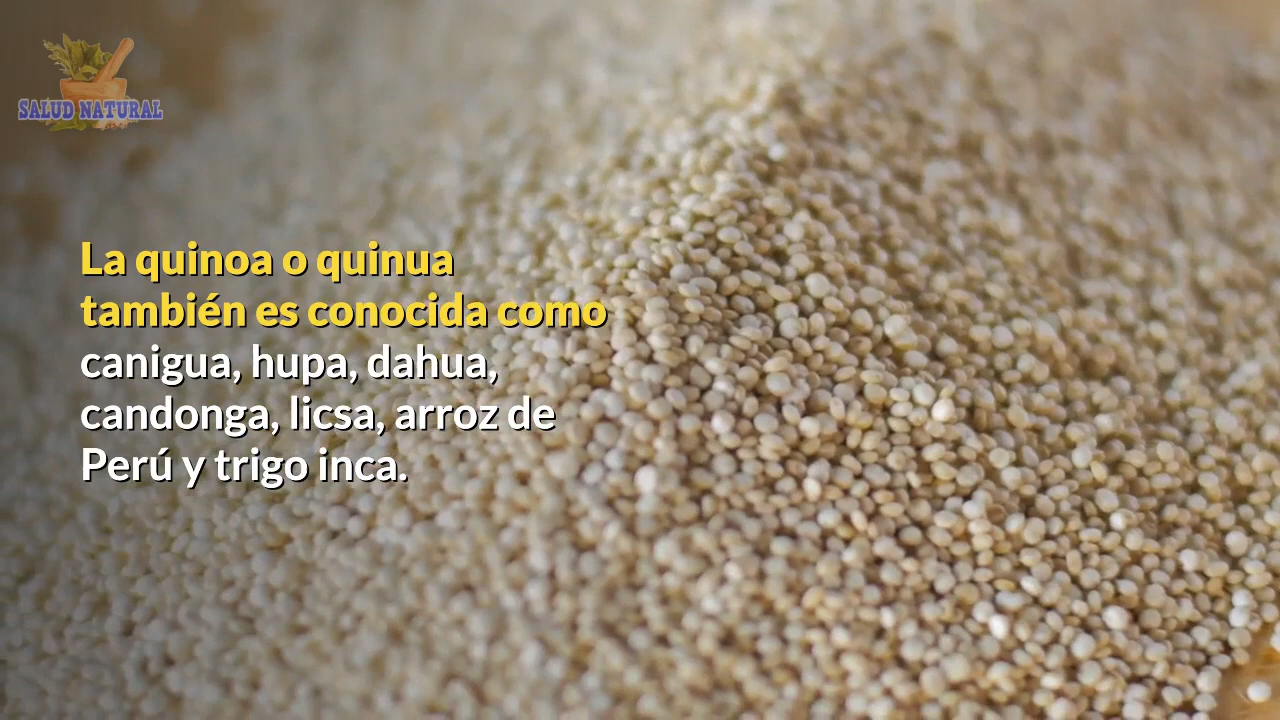 SALUD NATURAL
La quinoa o quinua
también es conocida como
canigua, hupa, dahua,
candonga, licsa, arroz de
Perú y trigo inca.